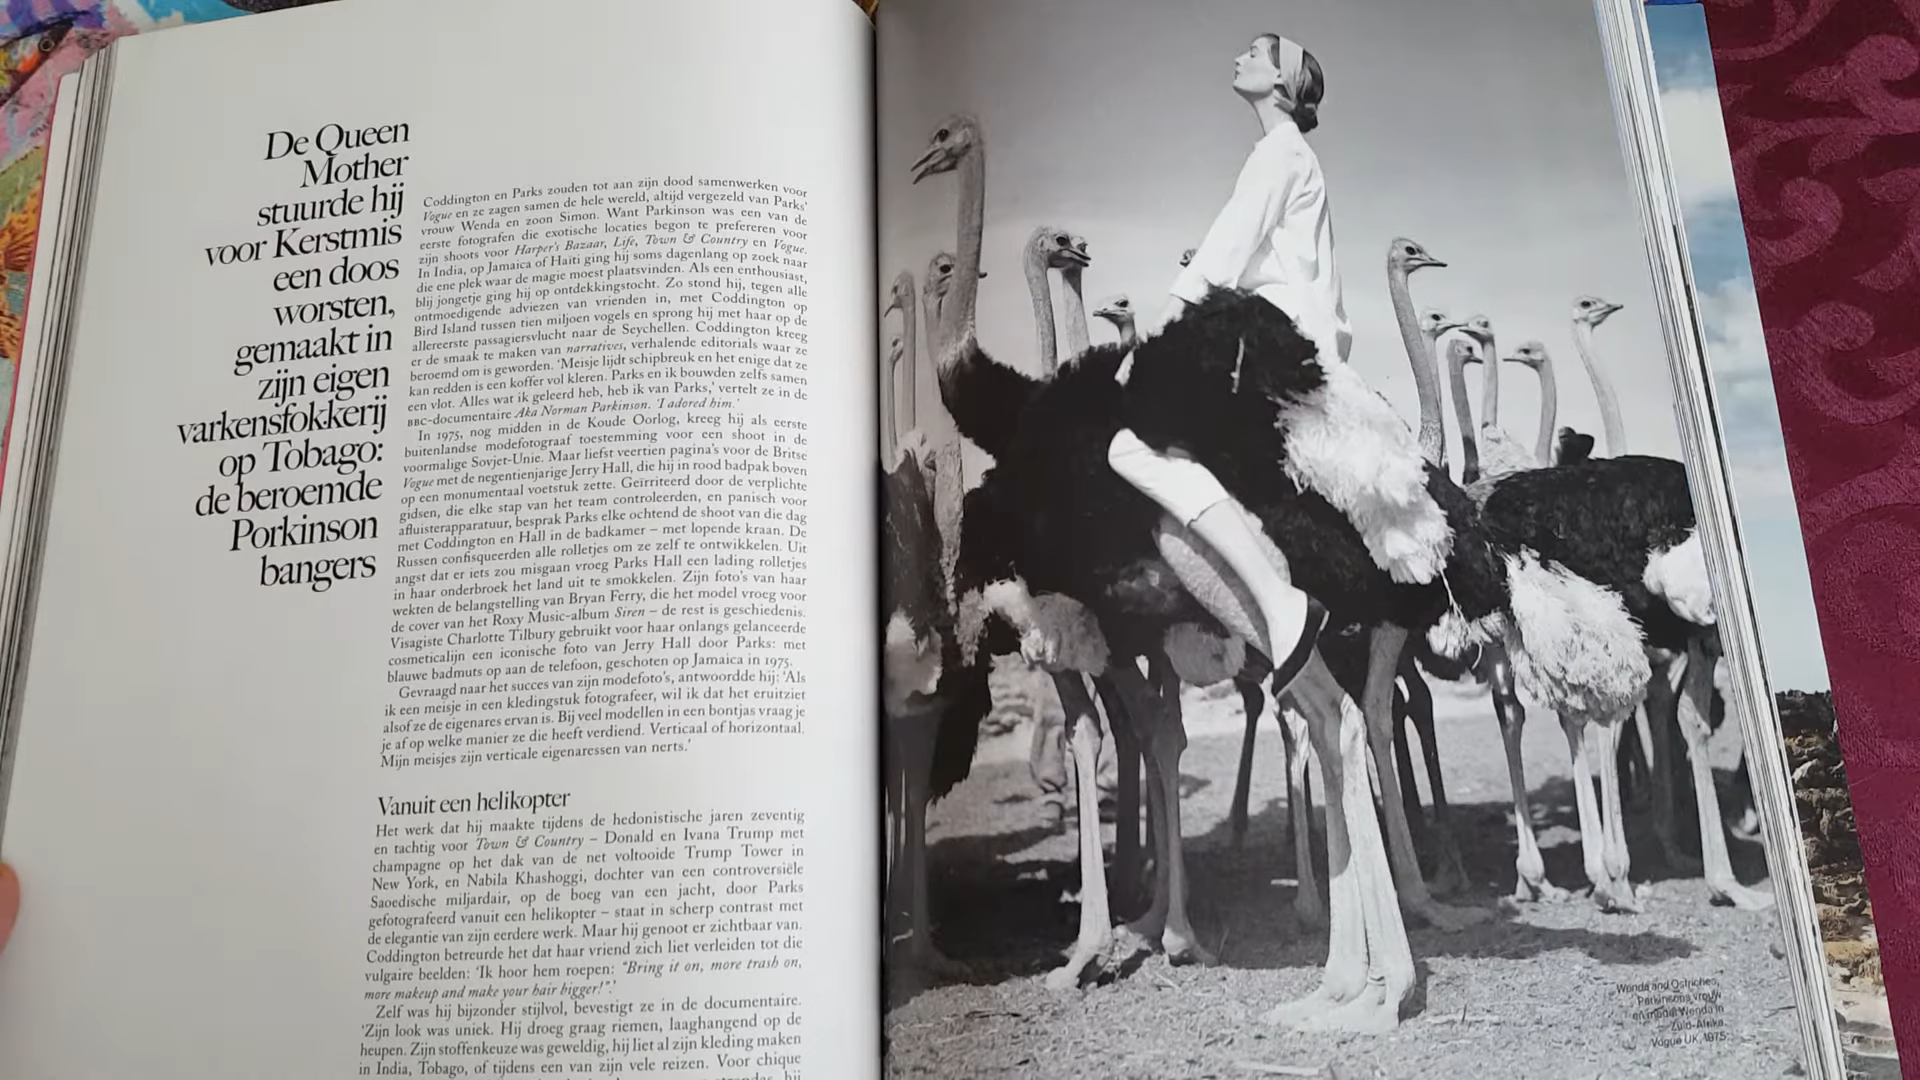 De Queen
Mother
stuurde hij
voor Kerstmis
een doos
worsten,
gemaakt in
zijn eigen
varkensfokkerij
op Tobago:
de beroemde
Porkinson
bangers
Coddington en Parks zouden tot aan zijn dood samenwerken voor
Vogue en ze zagen samen de hele wereld, altijd vergezeld van Parks'
vrouw Wenda en zoon Simon. Want Parkinson was een van de
eerste fotografen die exotische locaties begon te prefereren voor
zijn shoots voor Harper's Bazaar, Life, Town & Country en Vogue.
In India, op Jamaica of Haiti ging hij soms dagenlang op zoek naar
die ene plek waar de magie moest plaatsvinden. Als een enthousiast,
blij jongetje ging hij op ontdekkingstocht. Zo stond hij, tegen alle
ontmoedigende adviezen van vrienden in, met Coddington op
Bird Island tussen tien miljoen vogels en sprong hij met haar op de
allereerste passagiersvlucht naar de Seychellen. Coddington kreeg
er de smaak te maken van narratives, verhalende editorials waar ze
beroemd om is geworden. 'Meisje lijdt schipbreuk en het enige dat ze
kan redden is een koffer vol kleren. Parks en ik bouwden zelfs samen
een vlot. Alles wat ik geleerd heb, heb ik van Parks,' vertelt ze in de
BBC-documentaire Aka Norman Parkinson. 'I adored him.'
In 1975, nog midden in de Koude Oorlog, kreeg hij als eerste
buitenlandse modefotograaf toestemming voor een shoot in de
voormalige Sovjet-Unie. Maar liefst veertien pagina's voor de Britse
Vogue met de negentienjarige Jerry Hall, die hij in rood badpak boven
op een monumentaal voetstuk zette. Geïrriteerd door de verplichte
gidsen, die elke stap van het team controleerden, en panisch voor
afluisterapparatuur, besprak Parks elke ochtend de shoot van die dag
met Coddington en Hall in de badkamer – met lopende kraan. De
Russen confisqueerden alle rolletjes om ze zelf te ontwikkelen. Uit
angst dat er iets zou misgaan vroeg Parks Hall een lading rolletjes
in haar onderbroek het land uit te smokkelen. Zijn foto's van haar
wekten de belangstelling van Bryan Ferry, die het model vroeg voor
de cover van het Roxy Music-album Siren – de rest is geschiedenis.
Visagiste Charlotte Tilbury gebruikt voor haar onlangs gelanceerde
cosmeticalijn een iconische foto van Jerry Hall door Parks: met
blauwe badmuts op aan de telefoon, geschoten op Jamaica in 1975.
Gevraagd naar het succes van zijn modefoto's, antwoordde hij: 'Als
ik een meisje in een kledingstuk fotografeer, wil ik dat het eruitziet
alsof ze de eigenares ervan is. Bij veel modellen in een bontjas vraag je
je af op welke manier ze die heeft verdiend. Verticaal of horizontaal.
Mijn meisjes zijn verticale eigenaressen van nerts.'
Vanuit een helikopter
Het werk dat hij maakte tijdens de hedonistische jaren zeventig
en tachtig voor Town & Country – Donald en Ivana Trump met
champagne op het dak van de net voltooide Trump Tower in
New York, en Nabila Khashoggi, dochter van een controversiële
Saoedische miljardair, op de boeg van een jacht, door Parks
gefotografeerd vanuit een helikopter – staat in scherp contrast met
de elegantie van zijn eerdere werk. Maar hij genoot er zichtbaar van.
Coddington betreurde het dat haar vriend zich liet verleiden tot die
vulgaire beelden: 'Ik hoor hem roepen: "Bring it on, more trash on,
more makeup and make your hair bigger!".'
Zelf was hij bijzonder stijlvol, bevestigt ze in de documentaire.
'Zijn look was uniek. Hij droeg graag riemen, laaghangend op de
heupen. Zijn stoffenkeuze was geweldig, hij liet al zijn kleding maken
in India, Tobago, of tijdens een van zijn vele reizen. Voor chique
hij
Wenda and Ostriches,
Parkinsons vrouw
en model Wenda in
Zuid-Afrika.
Vogue UK, 1975.